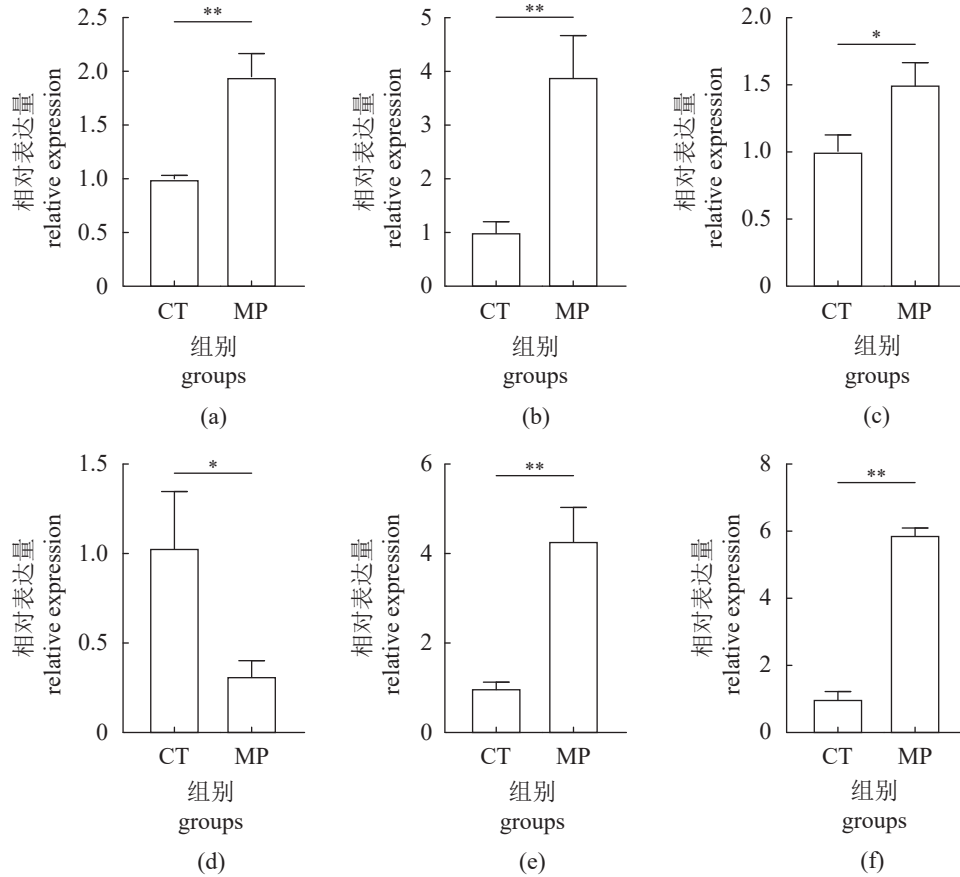 相对表达量
relative expression
2.5
2.0
1.5
1.0
0.5
0
**
CT MP
组别
groups
(a)
相对表达量
relative expression
5
4
3
2
1
0
**
CT MP
组别
groups
(b)
相对表达量
relative expression
2.0
1.5
1.0
0.5
0
*
CT MP
组别
groups
(c)
相对表达量
relative expression
1.5
1.0
0.5
0
*
CT MP
组别
groups
(d)
相对表达量
relative expression
6
4
2
0
**
CT MP
组别
groups
(e)
相对表达量
relative expression
8
6
4
2
0
**
CT MP
组别
groups
(f)